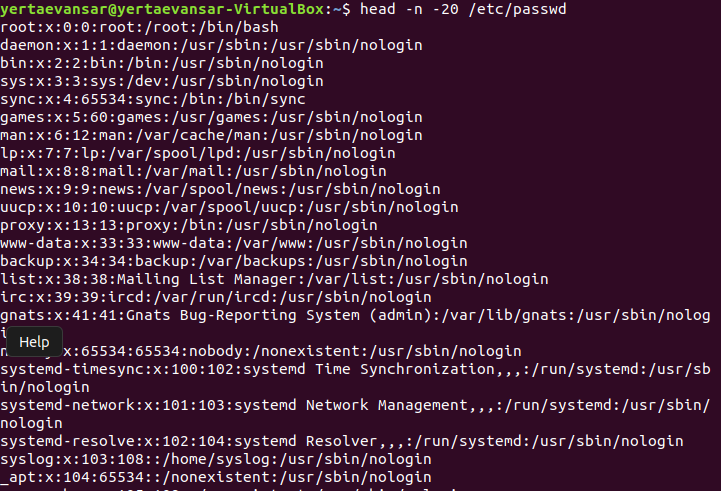 yertaevansar@yertaevansar-VirtualBox:~$ head -n -20 /etc/passwd
root:x:0:0:root:/root:/bin/bash
daemon:x:1:1:daemon:/usr/sbin:/usr/sbin/nologin
bin:x:2:2:bin:/bin:/usr/sbin/nologin
sys:x:3:3:sys:/dev:/usr/sbin/nologin
sync:x:4:65534:sync:/bin:/bin/sync
games:x:5:60:games:/usr/games:/usr/sbin/nologin
man:x:6:12:man:/var/cache/man:/usr/sbin/nologin
lp:x:7:7:lp:/var/spool/lpd:/usr/sbin/nologin
mail:x:8:8:mail:/var/mail:/usr/sbin/nologin
news:x:9:9:news:/var/spool/news:/usr/sbin/nologin
uucp:x:10:10:uucp:/var/spool/uucp:/usr/sbin/nologin
proxy:x:13:13:proxy:/bin:/usr/sbin/nologin
www-data:x:33:33:www-data:/var/www:/usr/sbin/nologin
backup:x:34:34:backup:/var/backups:/usr/sbin/nologin
list:x:38:38:Mailing List Manager:/var/list:/usr/sbin/nologin
irc:x:39:39:ircd:/var/run/ircd:/usr/sbin/nologin
gnats:x:41:41:Gnats Bug-Reporting System (admin):/var/lib/gnats:/usr/sbin/nolog
Help
x:65534:65534:nobody:/nonexistent:/usr/sbin/nologin
systemd-timesync:x:100:102:systemd Time Synchronization,,,:/run/systemd:/usr/sb
in/nologin
systemd-network:x:101:103:systemd Network Management,,,:/run/systemd:/usr/sbin/
nologin
systemd-resolve:x:102:104:systemd Resolver,,,:/run/systemd:/usr/sbin/nologin
syslog:x:103:108::/home/syslog:/usr/sbin/nologin
_apt:x:104:65534::/nonexistent:/usr/sbin/nologin